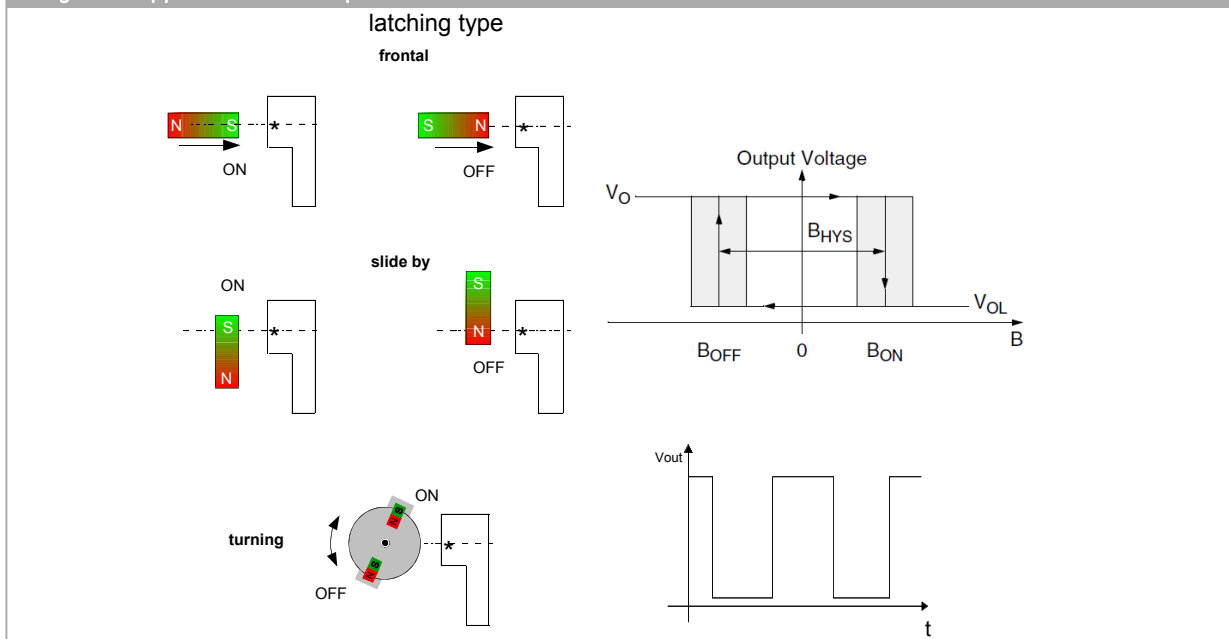 latching type
frontal
N S
ON
S N
OFF
*
*
slide by
ON
S
N
*
S
N
OFF
*
turning
ON
S
N
S
N
OFF
*
Output Voltage
VO
BHYS
VOL
B
BOFF
0
BON
Vout
t